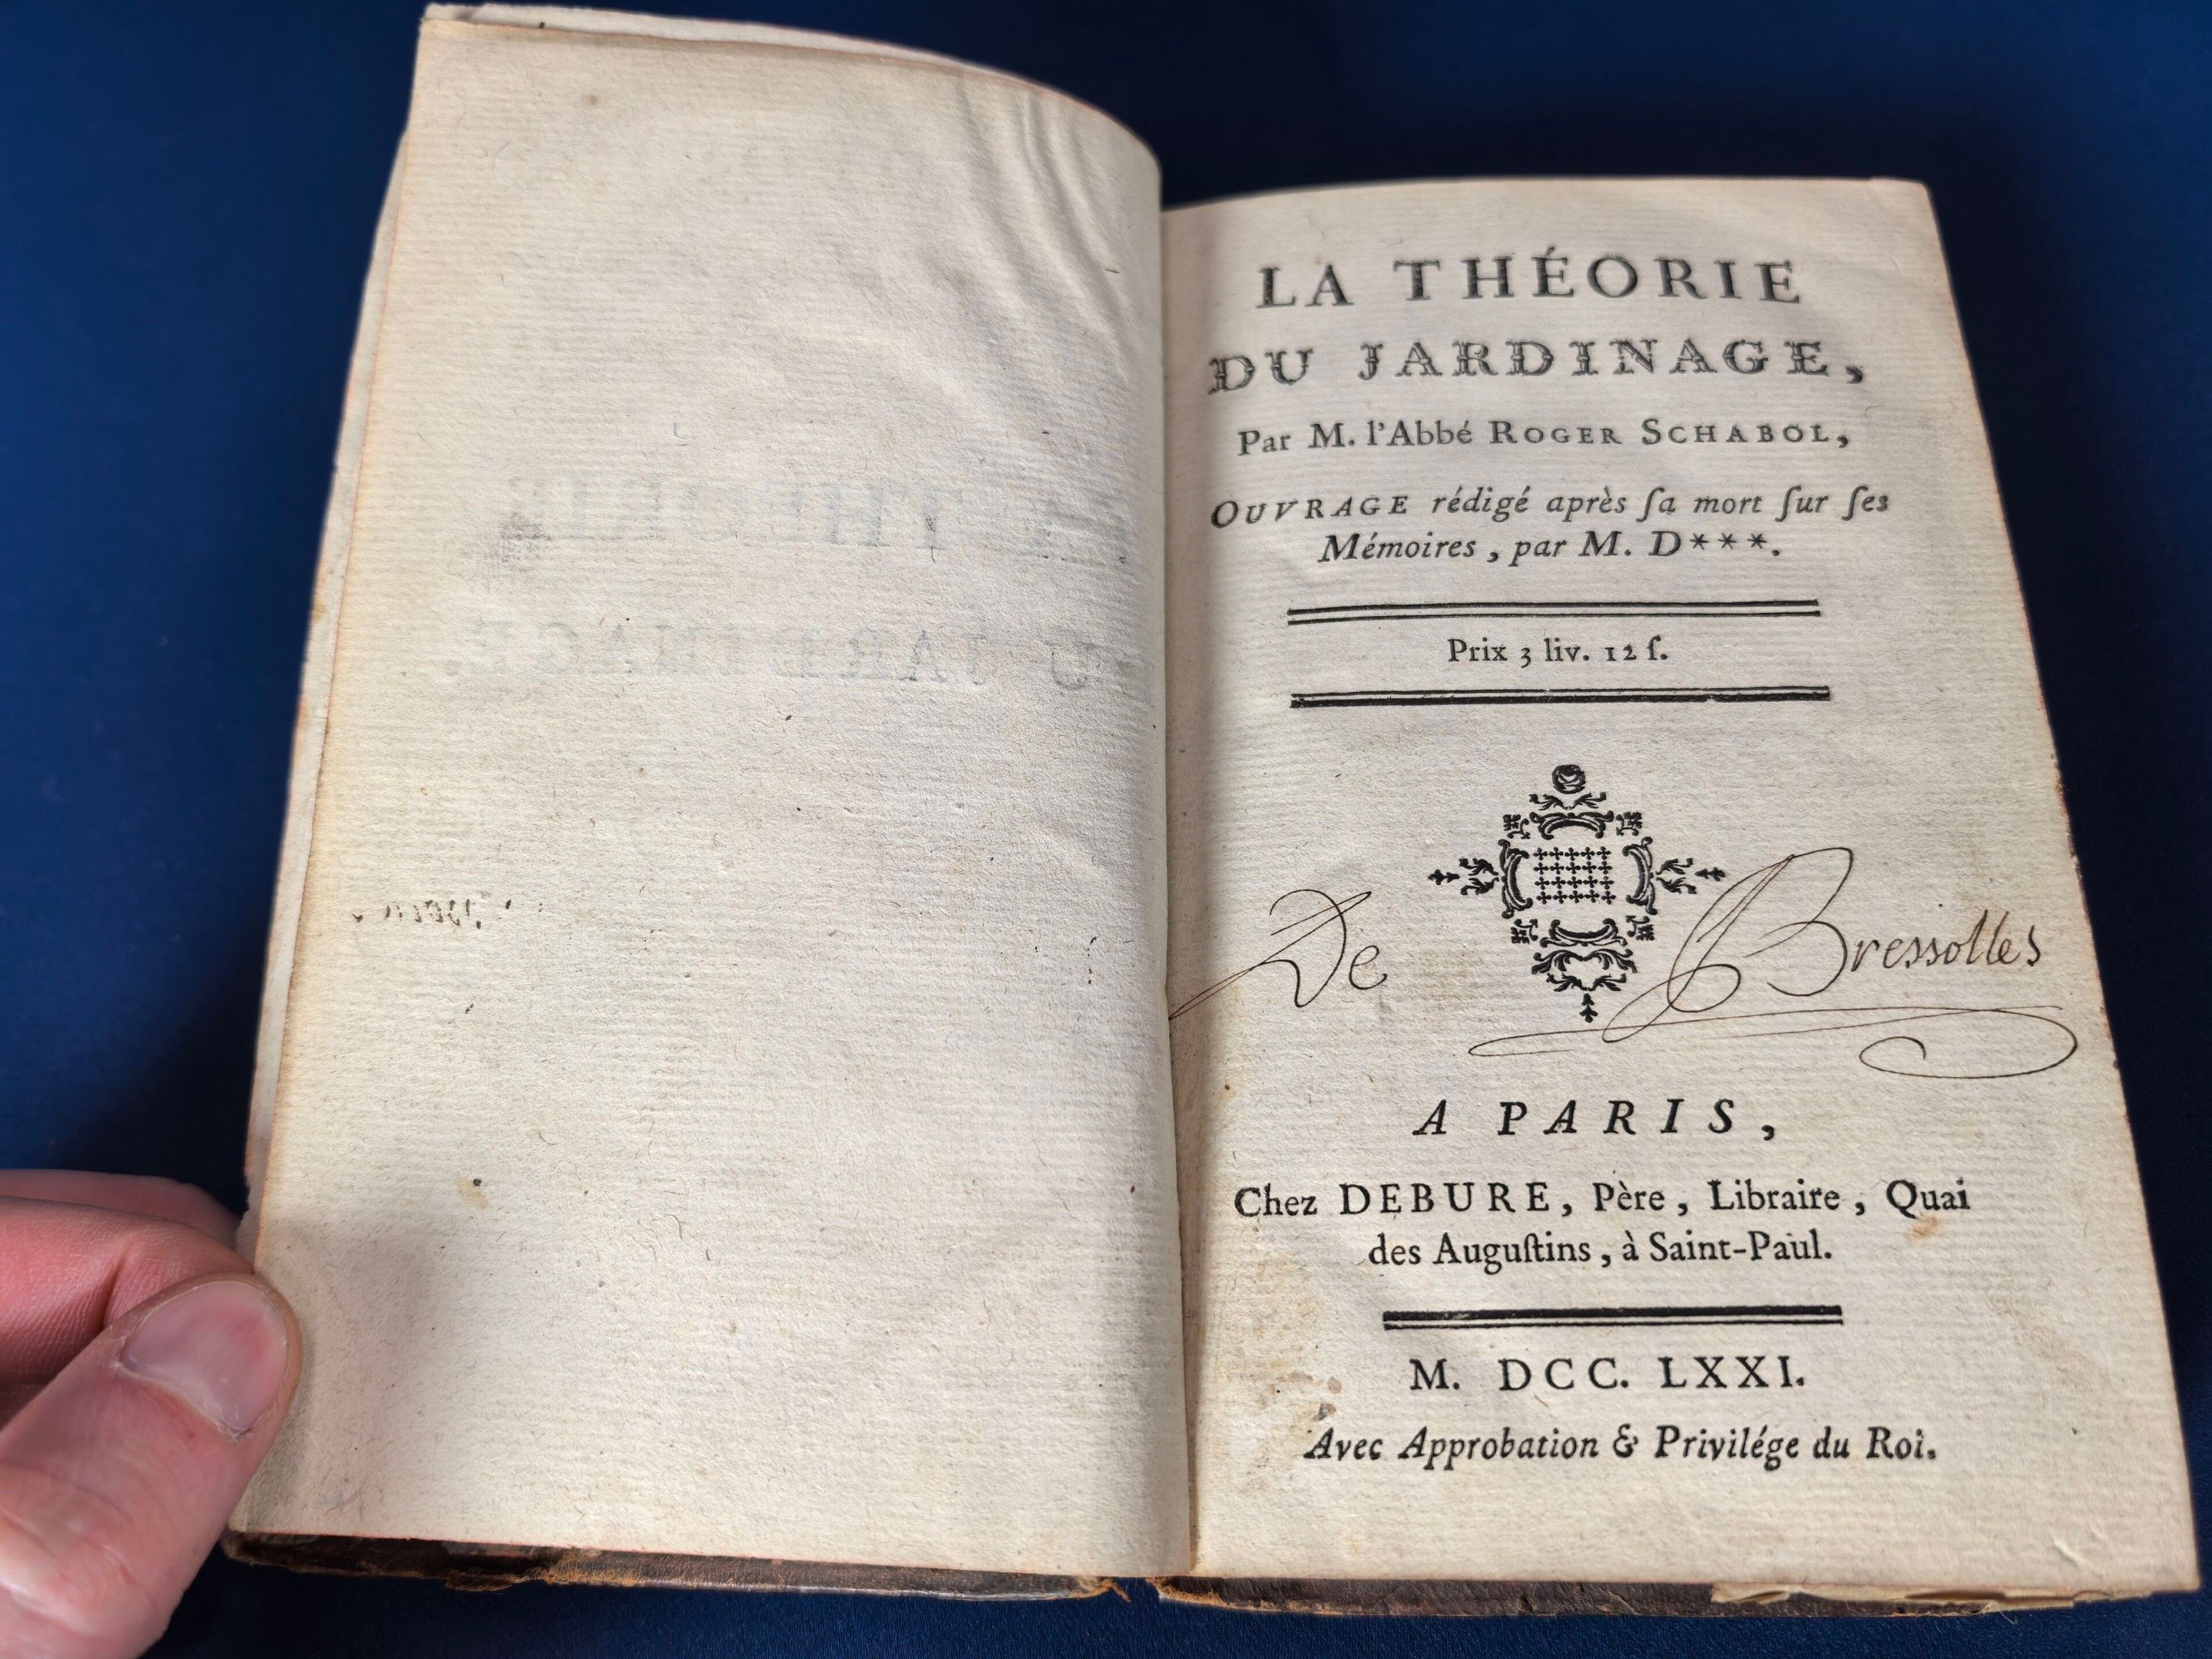 LA THÉORIE
DU JARDINAGE,
Par M. l'Abbé ROGER SCHABOL,
OUVRAGE rédigé après ſa mort ſur ſes
Mémoires, par M. D***.
Prix 3 liv. 12 ſ.
De Bressolles
A PARIS,
Chez DEBURE, Père, Libraire, Quai
des Auguſtins, à Saint-Paul.
M. DCC. LXXI.
Avec Approbation & Privilége du Roi.